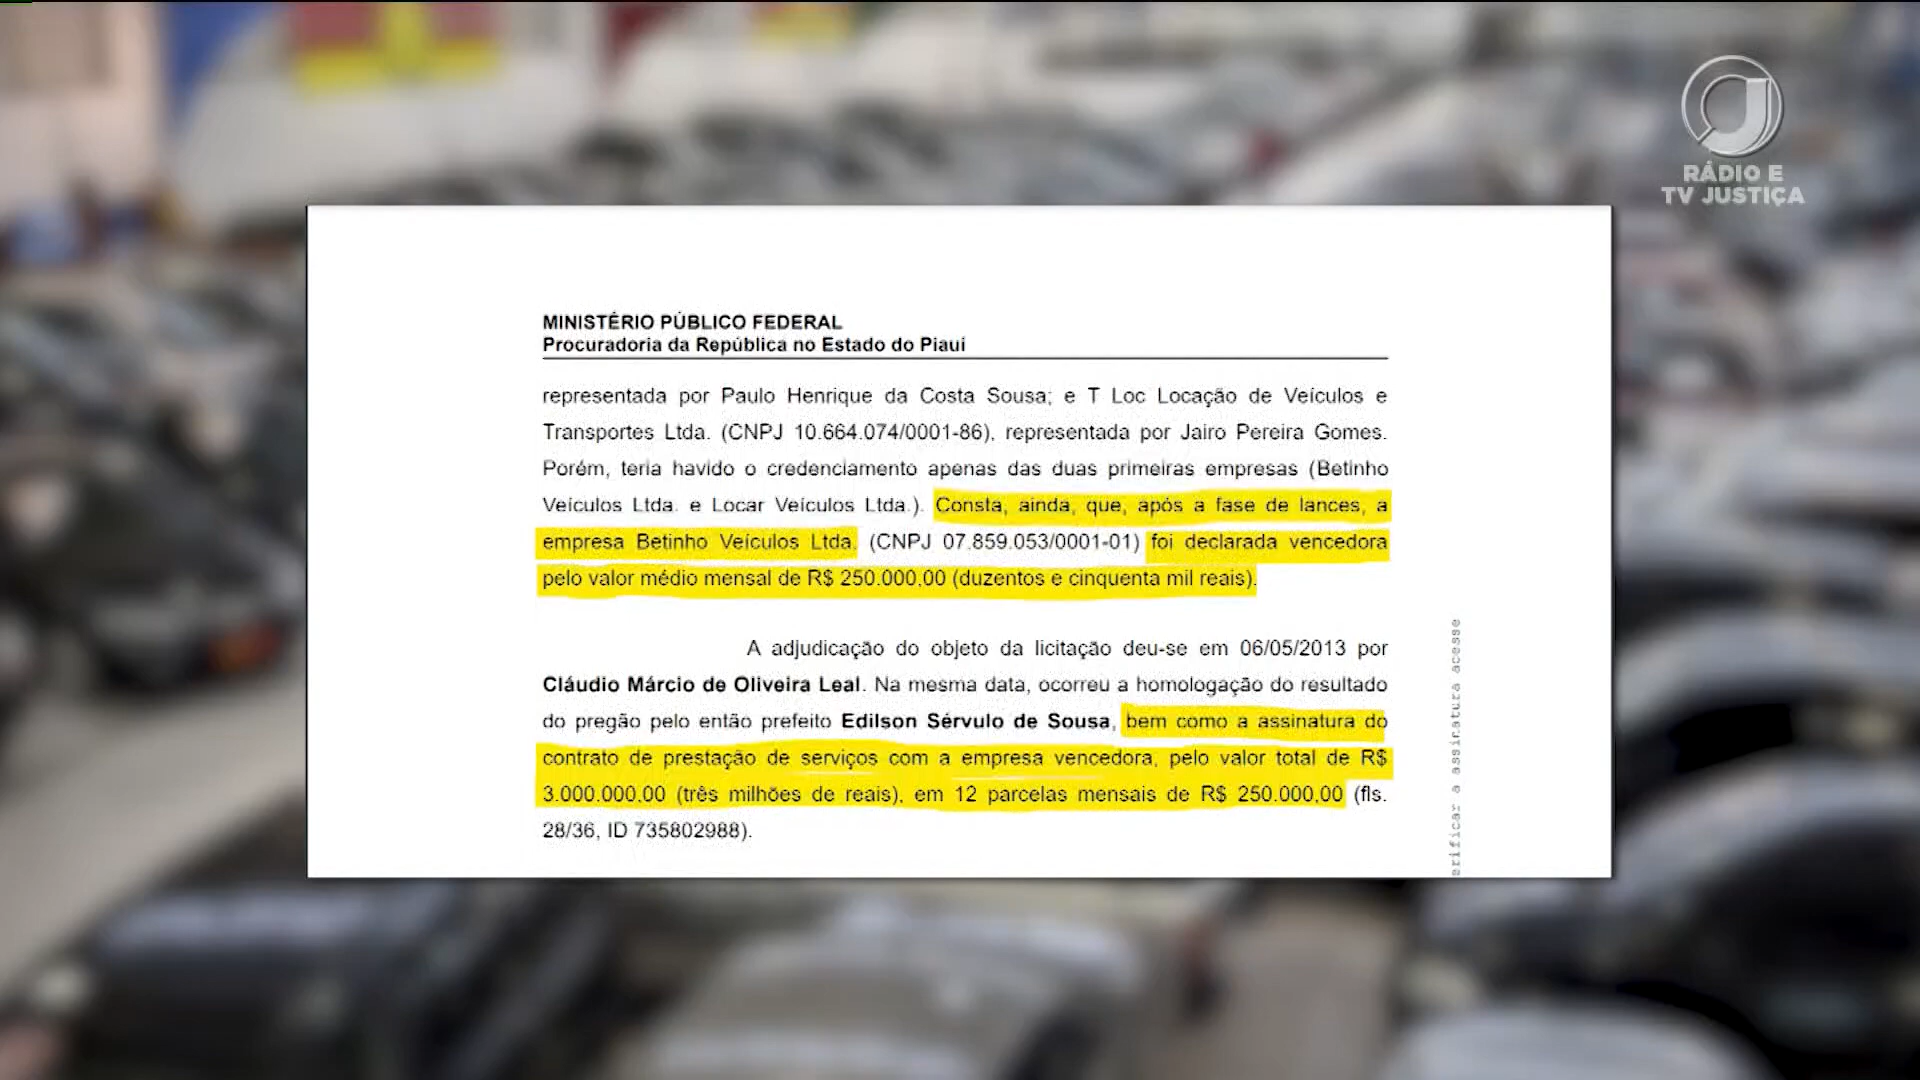 RÁDIO E
TV JUSTIÇA
MINISTÉRIO PÚBLICO FEDERAL
Procuradoria da República no Estado do Piauí
representada por Paulo Henrique da Costa Sousa; e T Loc Locação de Veículos e
Transportes Ltda. (CNPJ 10.664.074/0001-86), representada por Jairo Pereira Gomes.
Porém, teria havido o credenciamento apenas das duas primeiras empresas (Betinho
Veículos Ltda. e Locar Veículos Ltda.). Consta, ainda, que, após a fase de lances, a
empresa Betinho Veículos Ltda. (CNPJ 07.859.053/0001-01) foi declarada vencedora
pelo valor médio mensal de R$ 250.000,00 (duzentos e cinquenta mil reais).
A adjudicação do objeto da licitação deu-se em 06/05/2013 por
Cláudio Márcio de Oliveira Leal. Na mesma data, ocorreu a homologação do resultado
do pregão pelo então prefeito Edilson Sérvulo de Sousa, bem como a assinatura do
contrato de prestação de serviços com a empresa vencedora, pelo valor total de R$
3.000.000,00 (três milhões de reais), em 12 parcelas mensais de R$ 250.000,00 (fls.
28/36, ID 735802988).
erificar a assinatura acesse